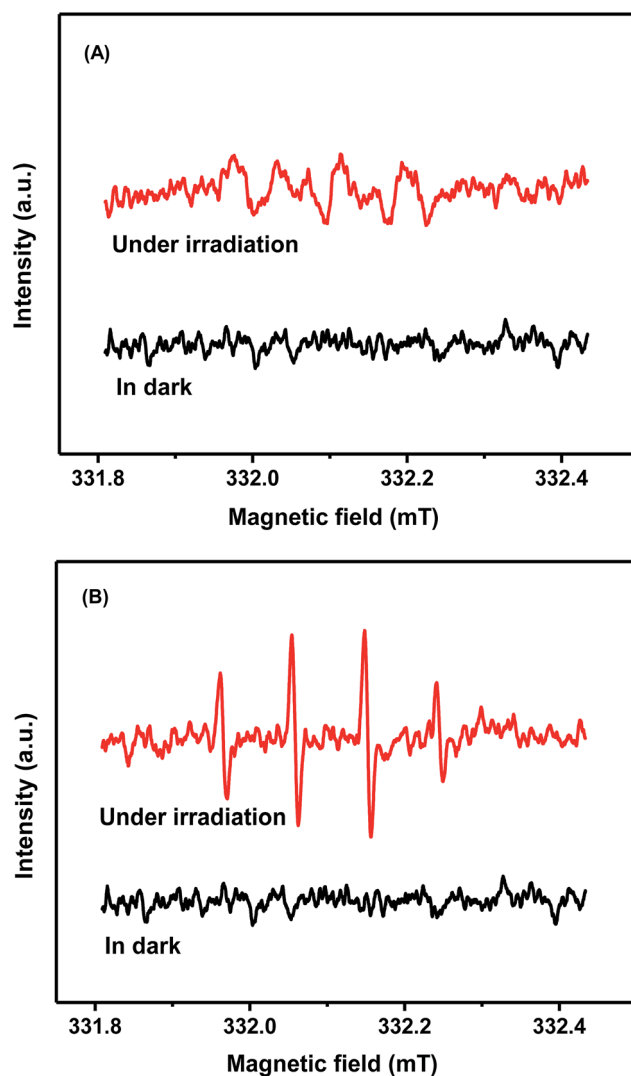 (A)
Intensity (a.u.)
Under irradiation
In dark
331.8 332.0 332.2 332.4
Magnetic field (mT)
(B)
Intensity (a.u.)
Under irradiation
In dark
331.8 332.0 332.2 332.4
Magnetic field (mT)